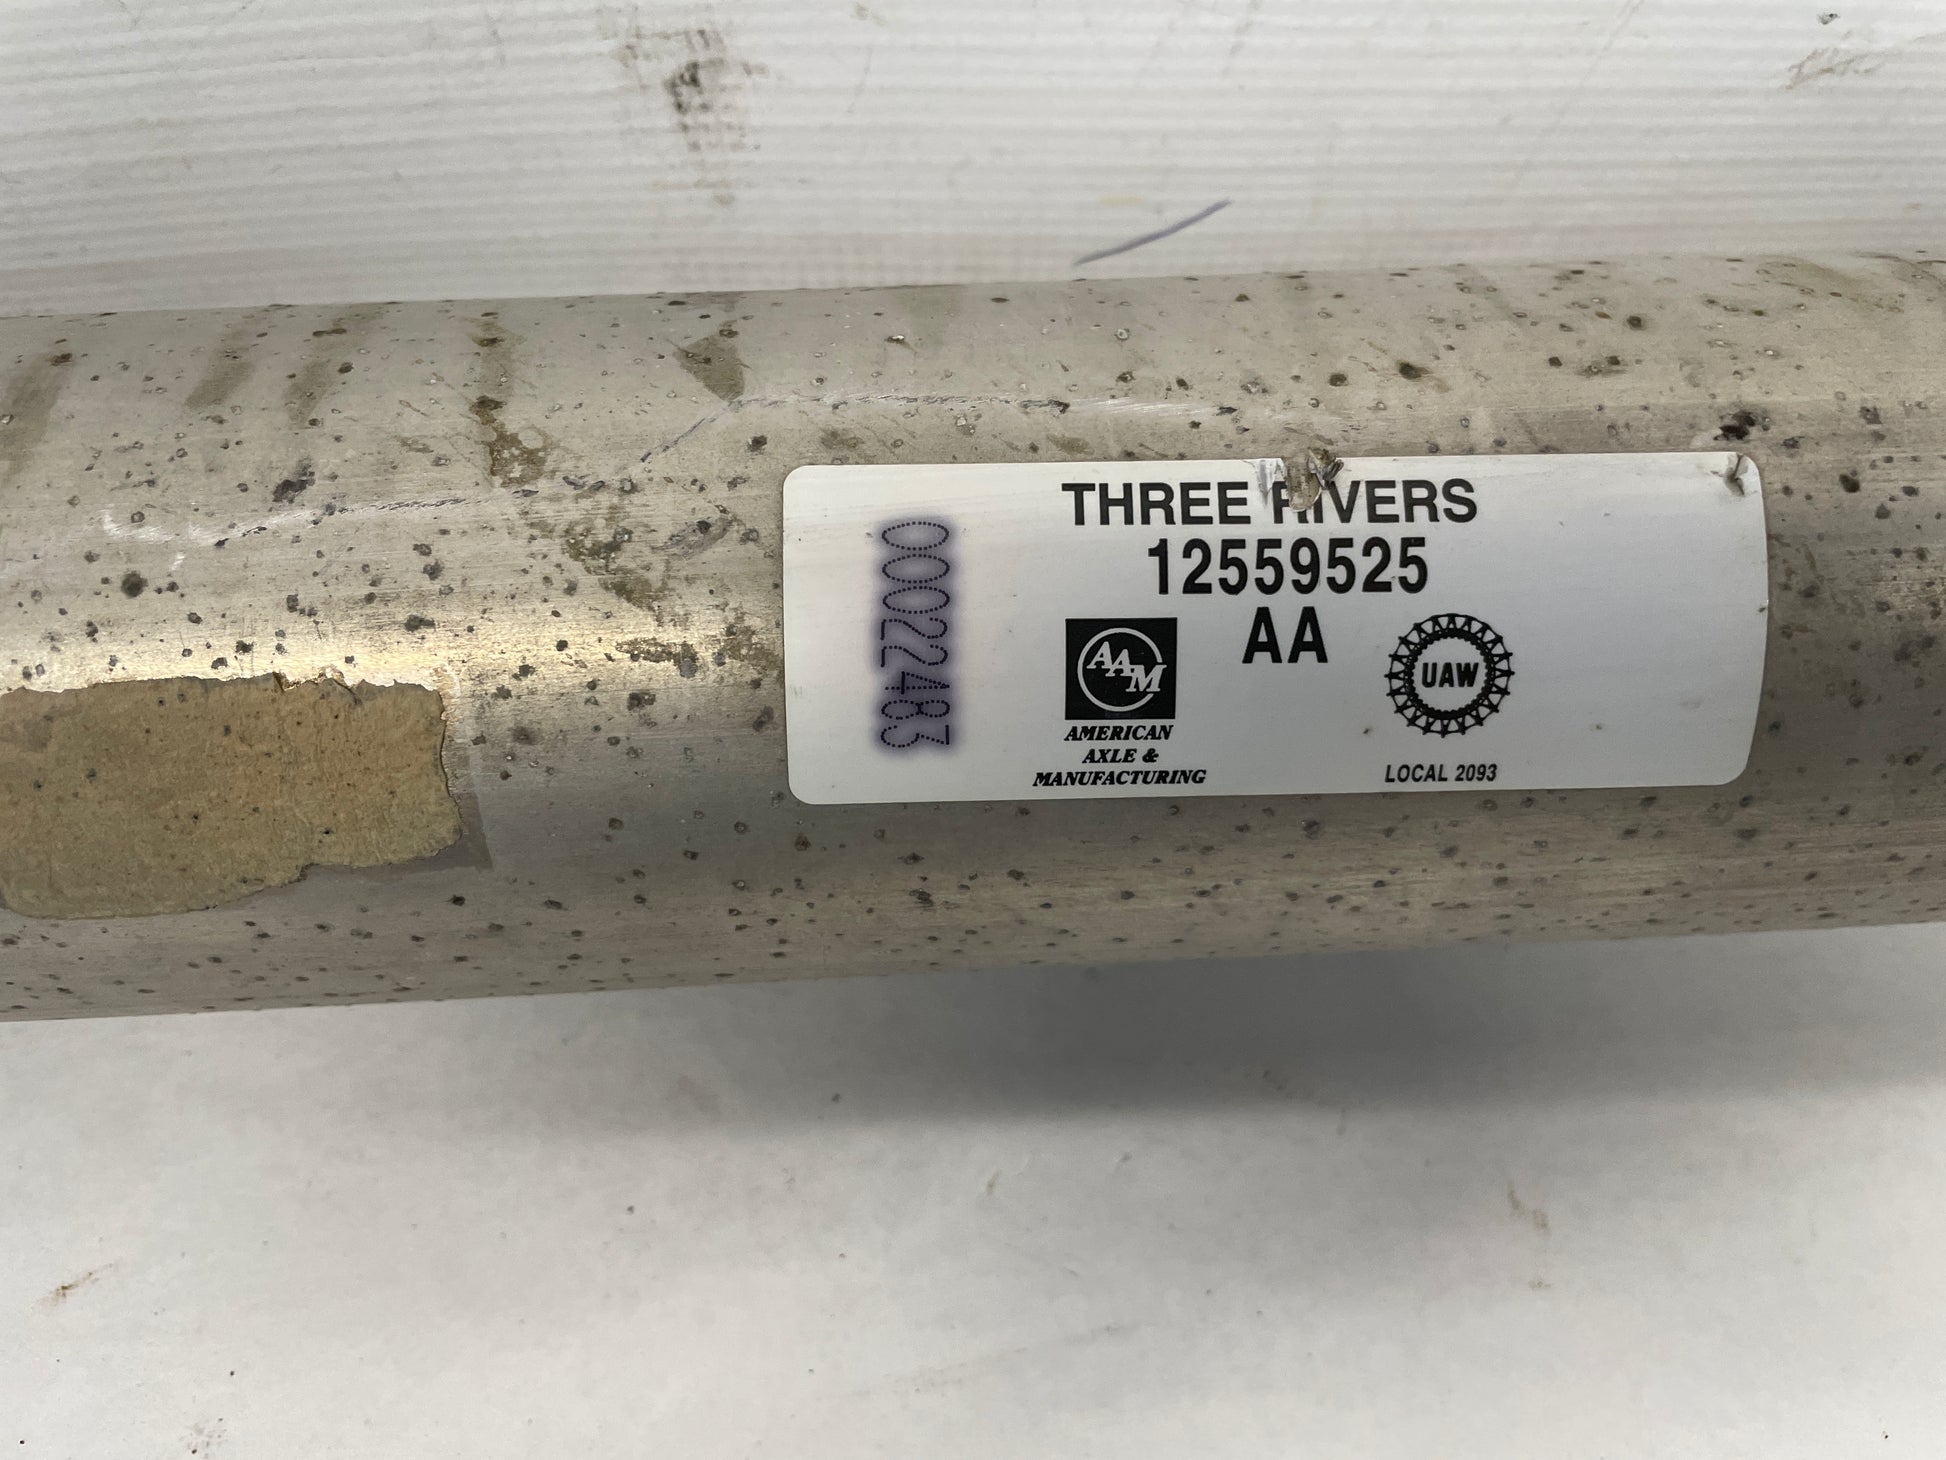 THREE RIVERS
12559525
AA
00022483
AAM
AMERICAN
AXLE &
MANUFACTURING
UAW
LOCAL 2093